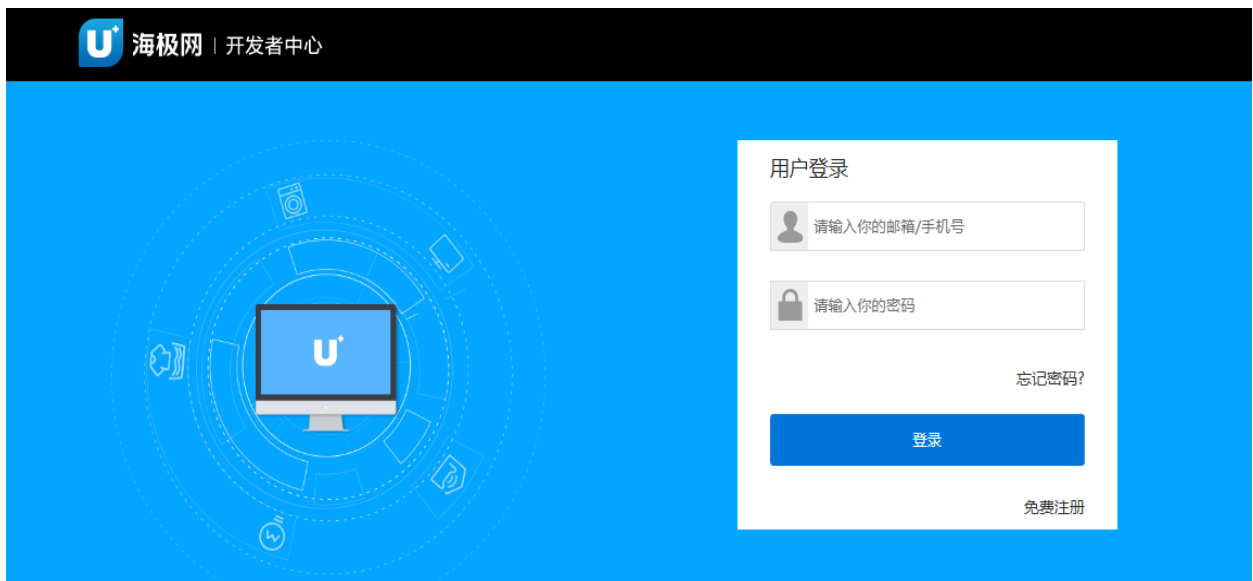 U+ 海极网 | 开发者中心
用户登录
请输入你的邮箱/手机号
U+
请输入你的密码
忘记密码?
登录
免费注册